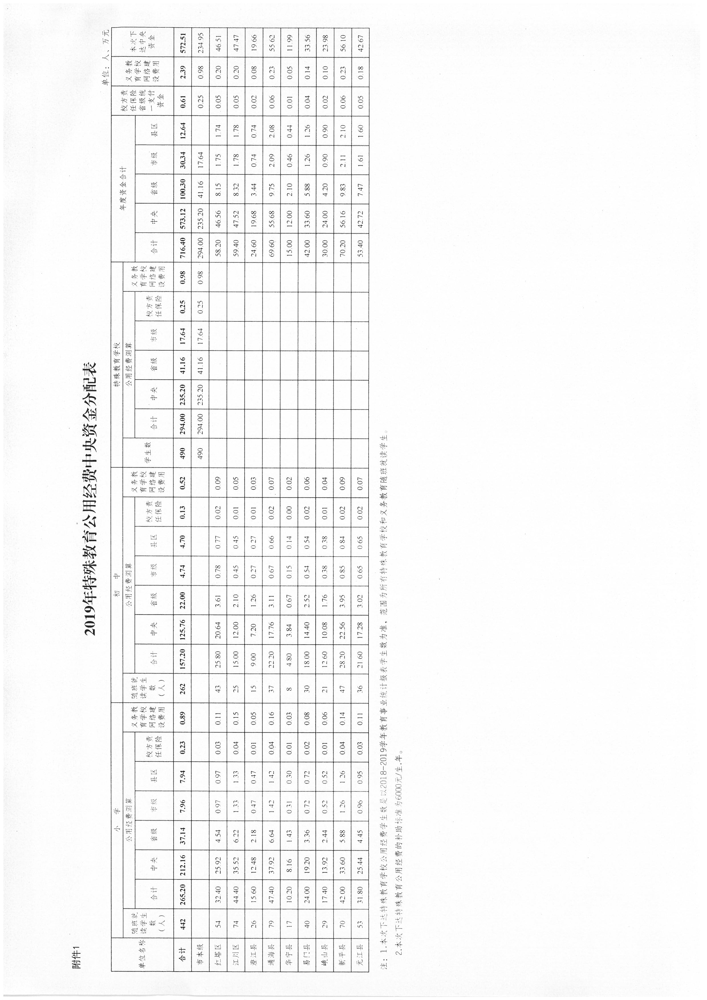 附件1
2019年特殊教育公用经费中央资金分配表
单位：人、万元
单位名称 小 学 初 中 特殊教育学校 年度资金合计 校方责任保险省级统一支付资金 义务教育学校网络建设费用 本次下达中央资金
随班就读学生数（人） 公用经费测算 义务教育学校网络建设费用 随班就读学生数（人） 公用经费测算 义务教育学校网络建设费用 学生数 公用经费测算 义务教育学校网络建设费用
合计 中央 省级 市级 县区 校方责任保险 合计 中央 省级 市级 县区 校方责任保险 合计 中央 省级 市级 校方责任保险 合计 中央 省级 市级 县区
合计 442 265.20 212.16 37.14 7.96 7.94 0.23 0.89 262 157.20 125.76 22.00 4.74 4.70 0.13 0.52 490 294.00 235.20 41.16 17.64 0.25 0.98 716.40 573.12 100.30 30.34 12.64 0.61 2.39 572.51
市本级 490 294.00 235.20 41.16 17.64 0.25 0.98 294.00 235.20 41.16 17.64 0.25 0.98 234.95
红塔区 54 32.40 25.92 4.54 0.97 0.97 0.03 0.11 43 25.80 20.64 3.61 0.78 0.77 0.02 0.09 58.20 46.56 8.15 1.75 1.74 0.05 0.20 46.51
江川区 74 44.40 35.52 6.22 1.33 1.33 0.04 0.15 25 15.00 12.00 2.10 0.45 0.45 0.01 0.05 59.40 47.52 8.32 1.78 1.78 0.05 0.20 47.47
澄江县 26 15.60 12.48 2.18 0.47 0.47 0.01 0.05 15 9.00 7.20 1.26 0.27 0.27 0.01 0.03 24.60 19.68 3.44 0.74 0.74 0.02 0.08 19.66
通海县 79 47.40 37.92 6.64 1.42 1.42 0.04 0.16 37 22.20 17.76 3.11 0.67 0.66 0.02 0.07 69.60 55.68 9.75 2.09 2.08 0.06 0.23 55.62
华宁县 17 10.20 8.16 1.43 0.31 0.30 0.01 0.03 8 4.80 3.84 0.67 0.15 0.14 0.00 0.02 15.00 12.00 2.10 0.46 0.44 0.01 0.05 11.99
易门县 40 24.00 19.20 3.36 0.72 0.72 0.02 0.08 30 18.00 14.40 2.52 0.54 0.54 0.02 0.06 42.00 33.60 5.88 1.26 1.26 0.04 0.14 33.56
峨山县 29 17.40 13.92 2.44 0.52 0.52 0.01 0.06 21 12.60 10.08 1.76 0.38 0.38 0.01 0.04 30.00 24.00 4.20 0.90 0.90 0.02 0.10 23.98
新平县 70 42.00 33.60 5.88 1.26 1.26 0.04 0.14 47 28.20 22.56 3.95 0.85 0.84 0.02 0.09 70.20 56.16 9.83 2.11 2.10 0.06 0.23 56.10
元江县 53 31.80 25.44 4.45 0.96 0.95 0.03 0.11 36 21.60 17.28 3.02 0.65 0.65 0.02 0.07 53.40 42.72 7.47 1.61 1.60 0.05 0.18 42.67
注：1.本次下达特殊教育学校公用经费学生数是以2018-2019学年教育事业统计报表学生数为准，范围为所有特殊教育学校和义务教育随班就读学生。
2.本次下达特殊教育公用经费的补助标准为6000元/生.年。